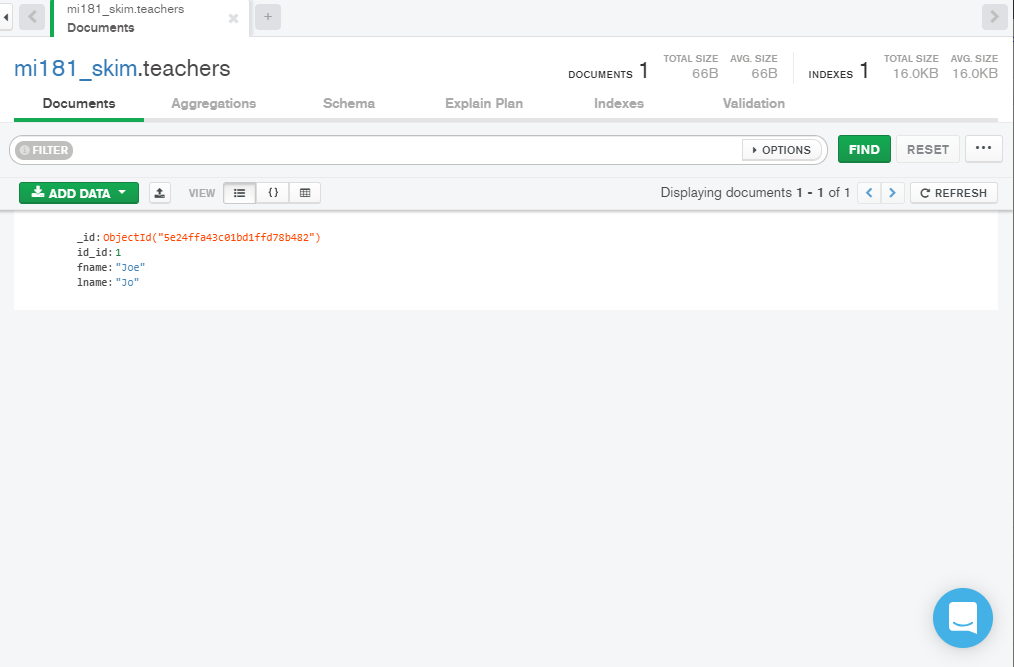 mi181_skim.teachers
Documents
mi181_skim.teachers
DOCUMENTS 1
TOTAL SIZE 66B
AVG. SIZE 66B
INDEXES 1
TOTAL SIZE 16.0KB
AVG. SIZE 16.0KB
Documents Aggregations Schema Explain Plan Indexes Validation
FILTER OPTIONS FIND RESET ...
ADD DATA VIEW { } Displaying documents 1 - 1 of 1 < > REFRESH
_id: ObjectId("5e24ffa43c01bd1ffd78b482")
id_id: 1
fname: "Joe"
lname: "Jo"